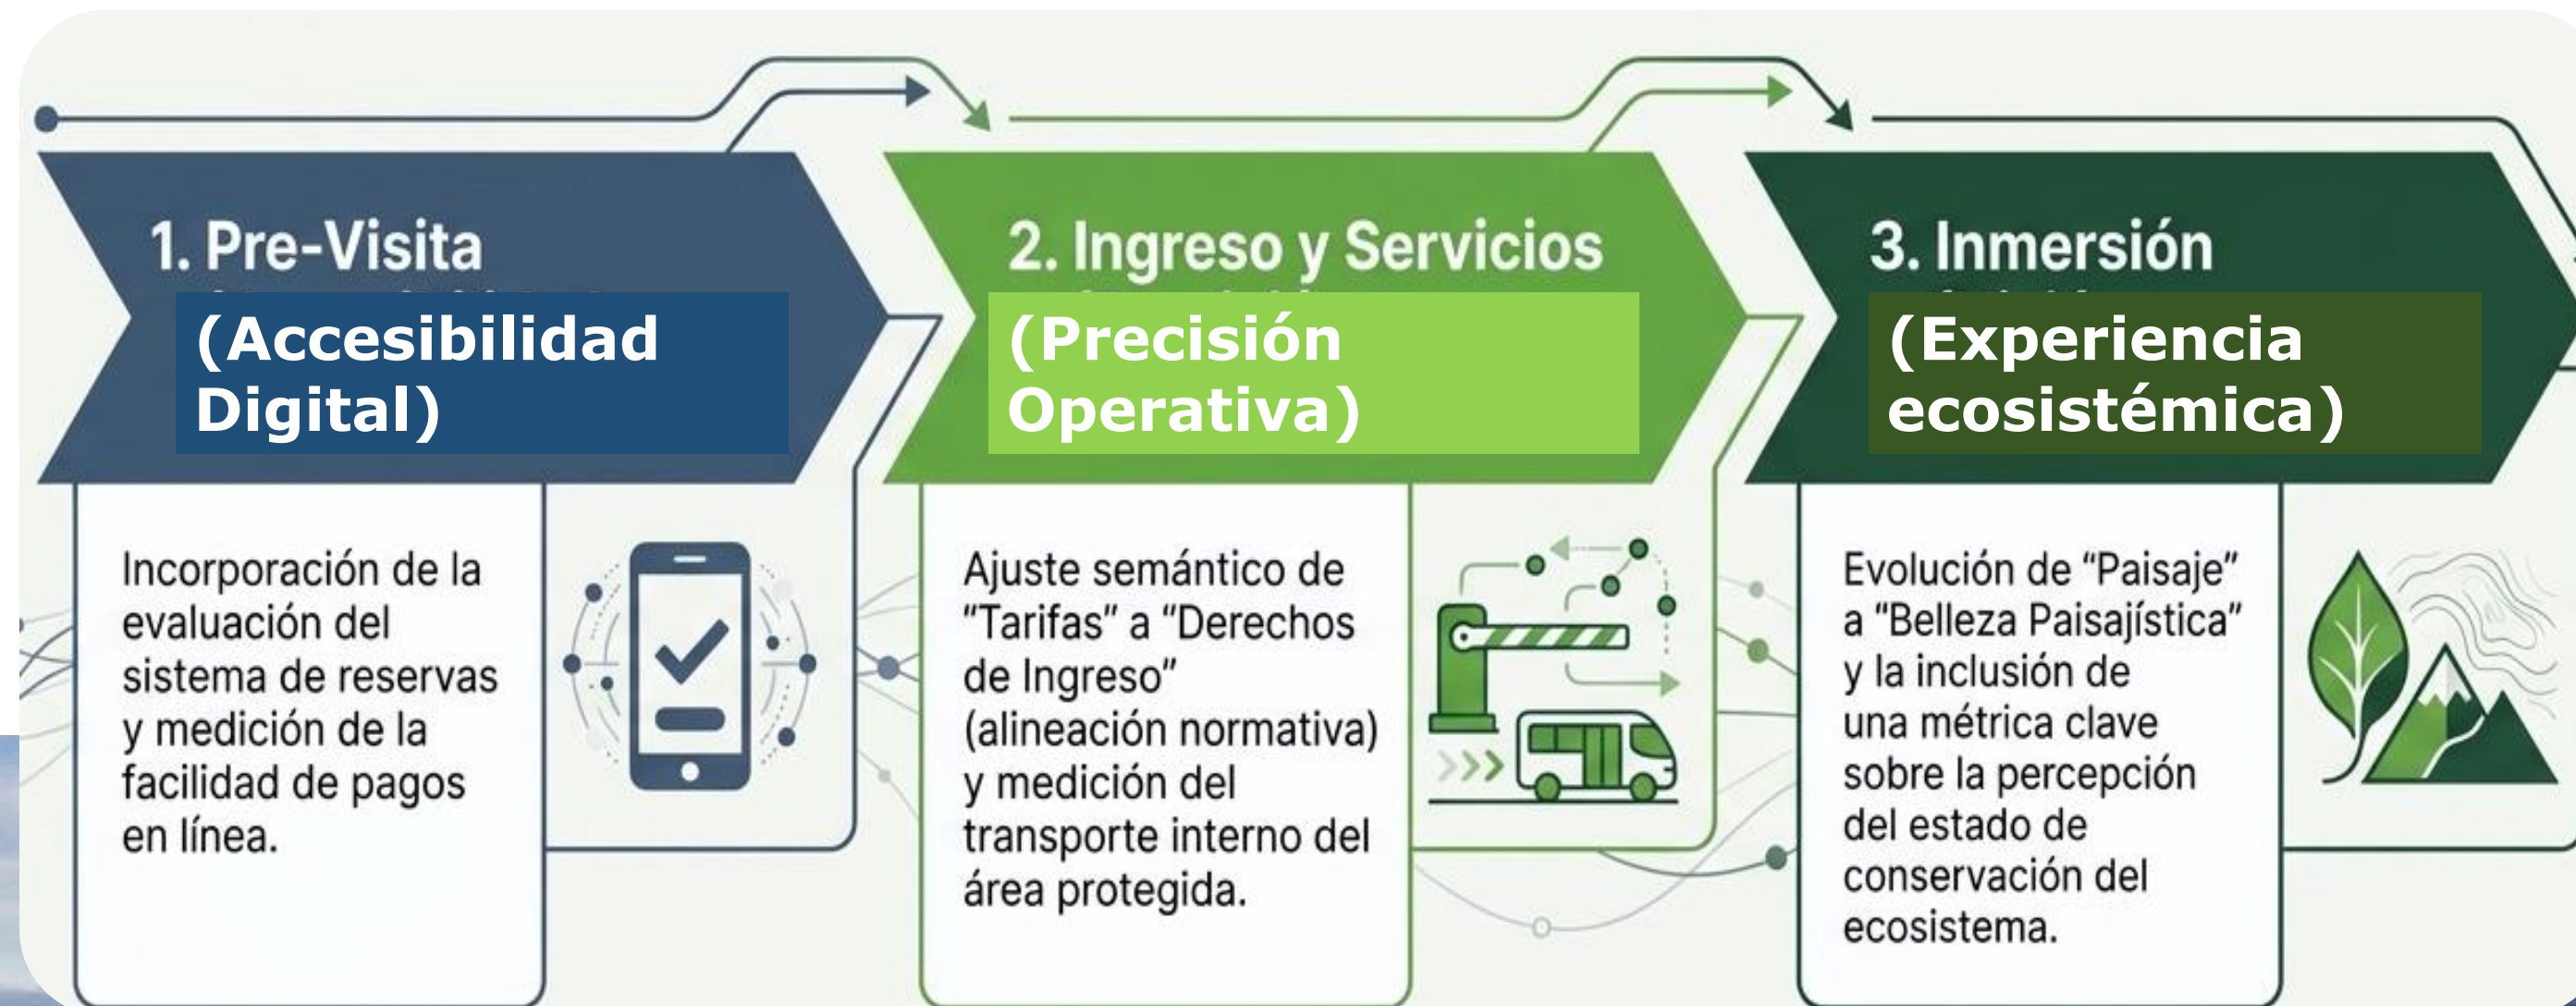 1. Pre-Visita
(Accesibilidad
Digital)
Incorporación de la
evaluación del
sistema de reservas
y medición de la
facilidad de pagos
en línea.
2. Ingreso y Servicios
(Precisión
Operativa)
Ajuste semántico de
"Tarifas" a "Derechos
de Ingreso"
(alineación normativa)
y medición del
transporte interno del
área protegida.
3. Inmersión
(Experiencia
ecosistémica)
Evolución de "Paisaje"
a "Belleza Paisajística"
y la inclusión de
una métrica clave
sobre la percepción
del estado de
conservación del
ecosistema.